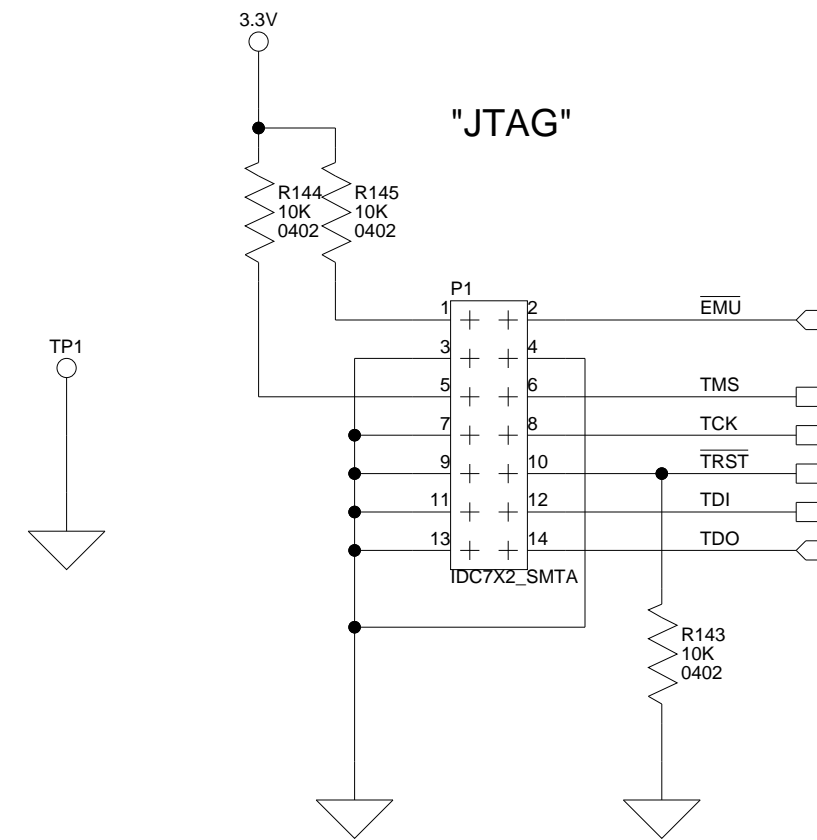 3.3V
"JTAG"
R144
10K
0402
R145
10K
0402
P1
1
2
EMU
3
4
TP1
5
6
TMS
7
8
TCK
9
10
TRST
11
12
TDI
13
14
TDO
IDC7X2_SMTA
R143
10K
0402